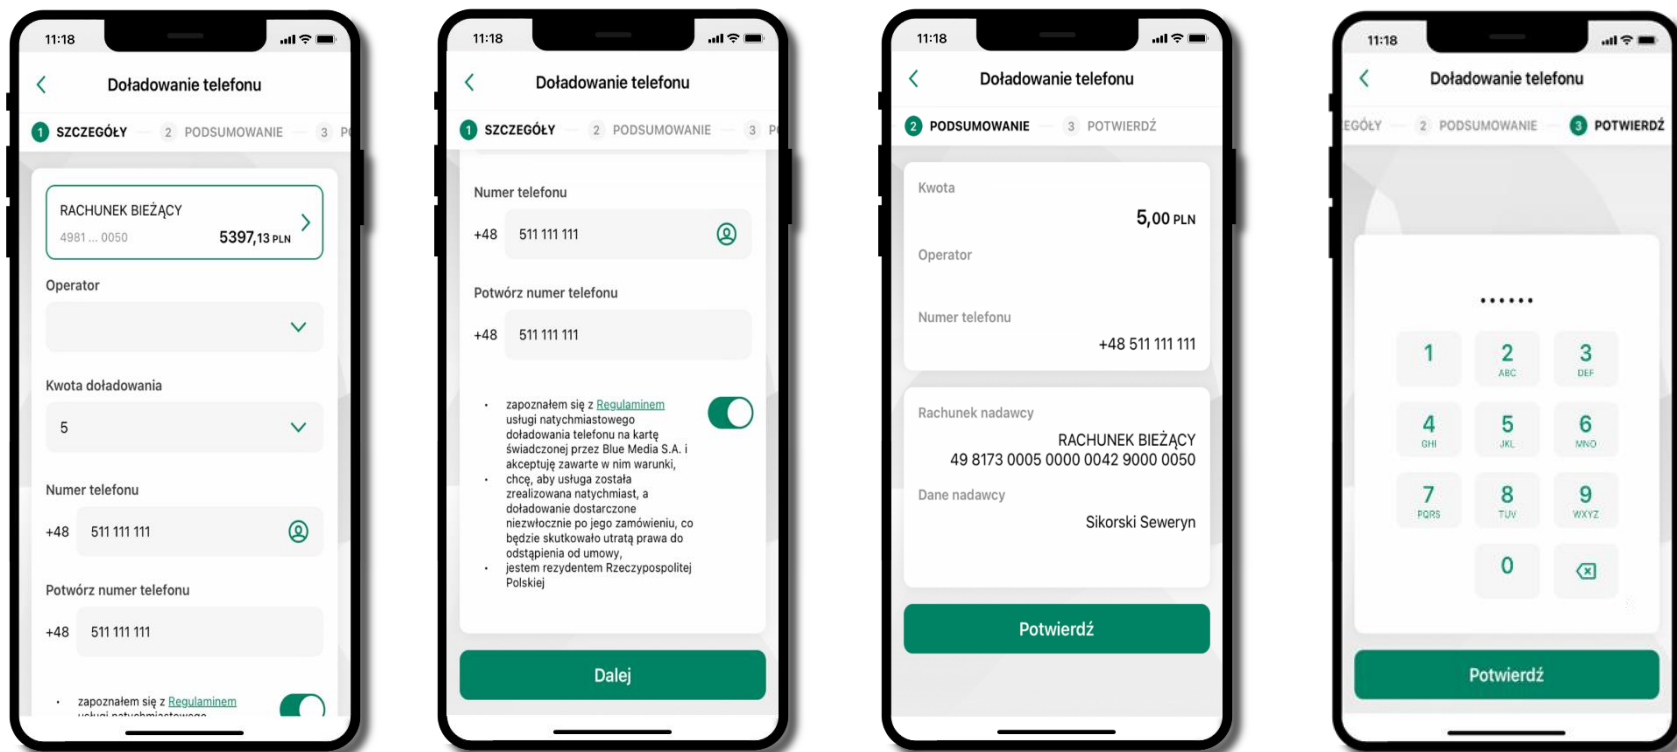 11:18
Doładowanie telefonu
1 SZCZEGÓŁY 2 PODSUMOWANIE 3
RACHUNEK BIEŻĄCY
4981 ... 0050 5397,13 PLN
Operator
Kwota doładowania
5
Numer telefonu
+48 511 111 111
Potwórz numer telefonu
+48 511 111 111
• zapoznałem się z Regulaminem
usługi natychmiastowego
11:18
Doładowanie telefonu
1 SZCZEGÓŁY 2 PODSUMOWANIE 3
Numer telefonu
+48 511 111 111
Potwórz numer telefonu
+48 511 111 111
• zapoznałem się z Regulaminem
usługi natychmiastowego
doładowania telefonu na kartę
świadczonej przez Blue Media S.A. i
akceptuję zawarte w nim warunki,
• chcę, aby usługa została
zrealizowana natychmiast, a
doładowanie dostarczone
niezwłocznie po jego zamówieniu, co
będzie skutkowało utratą prawa do
odstąpienia od umowy,
• jestem rezydentem Rzeczypospolitej
Polskiej
Dalej
11:18
Doładowanie telefonu
2 PODSUMOWANIE 3 POTWIERDŹ
Kwota
5,00 PLN
Operator
Numer telefonu
+48 511 111 111
Rachunek nadawcy
RACHUNEK BIEŻĄCY
49 8173 0005 0000 0042 9000 0050
Dane nadawcy
Sikorski Seweryn
Potwierdź
11:18
Doładowanie telefonu
EGÓŁY 2 PODSUMOWANIE 3 POTWIERDŹ
••••••
1 2 3
ABC DEF
4 5 6
GHI JKL MNO
7 8 9
PQRS TUV WXYZ
0
Potwierdź